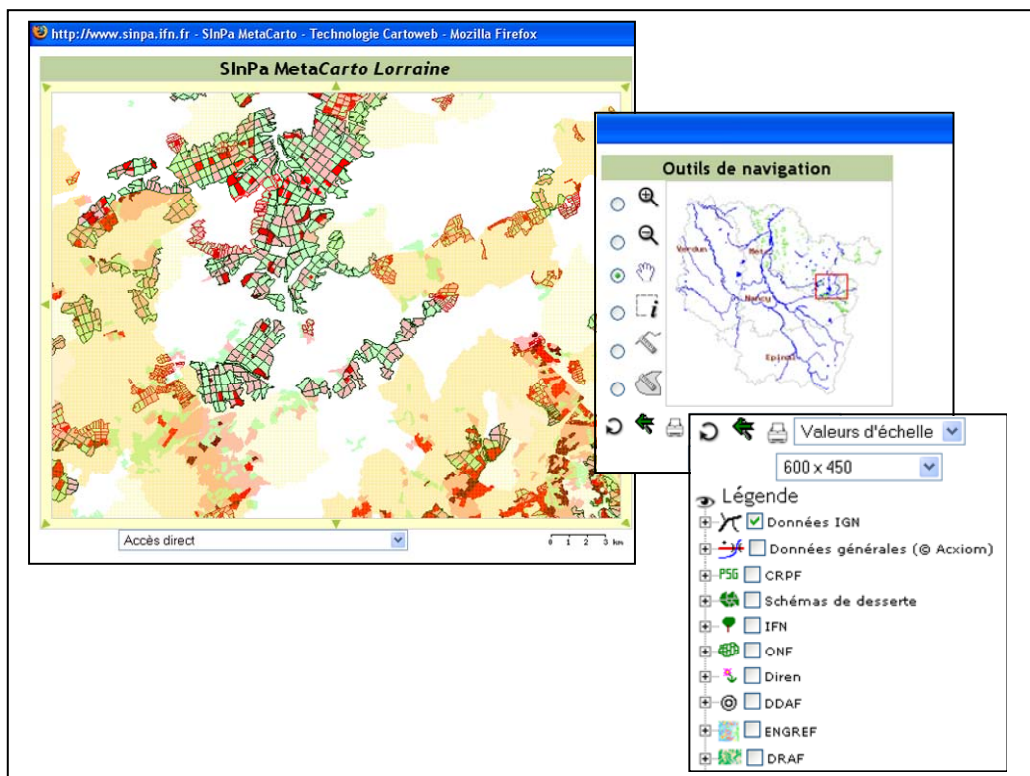 http://www.sinpa.ifn.fr - SInPa MetaCarto - Technologie Cartoweb - Mozilla Firefox
SInPa MetaCarto Lorraine
Accès direct
0 1 2 3 km
Outils de navigation
Verdun
Metz
Nancy
Epinal
Valeurs d'échelle
600 x 450
Légende
Données IGN
Données générales (© Acxiom)
PSG CRPF
Schémas de desserte
IFN
ONF
Diren
DDAF
ENGREF
DRAF